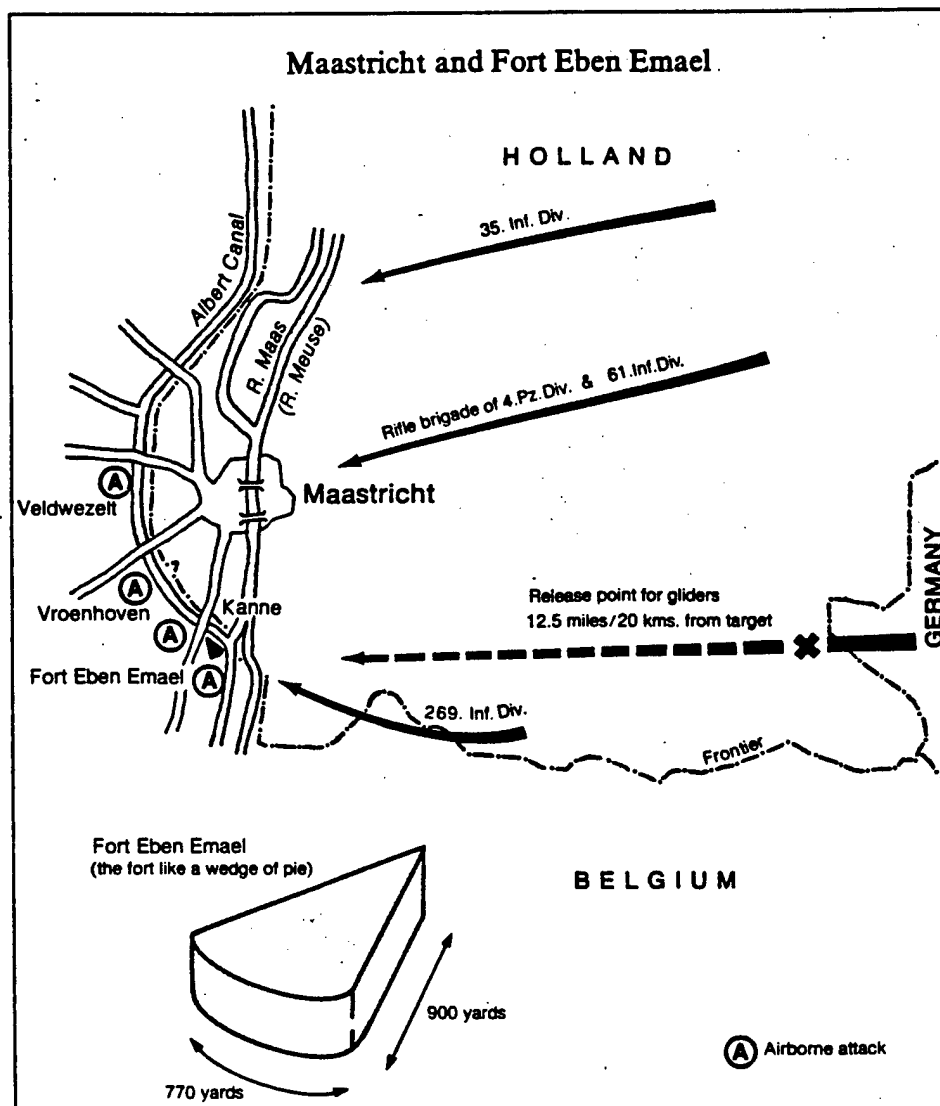 Maastricht and Fort Eben Emael
HOLLAND
35. Inf. Div.
Albert Canal
R. Maas
(R. Meuse)
Rifle brigade of 4.Pz.Div. & 61.Inf.Div.
A
Veldwezelt
Maastricht
GERMANY
?
A
Vroenhoven
Kanne
Release point for gliders
12.5 miles/20 kms. from target
A
Fort Eben Emael
A
269. Inf. Div.
Frontier
Fort Eben Emael
(the fort like a wedge of pie)
BELGIUM
900 yards
770 yards
A Airborne attack